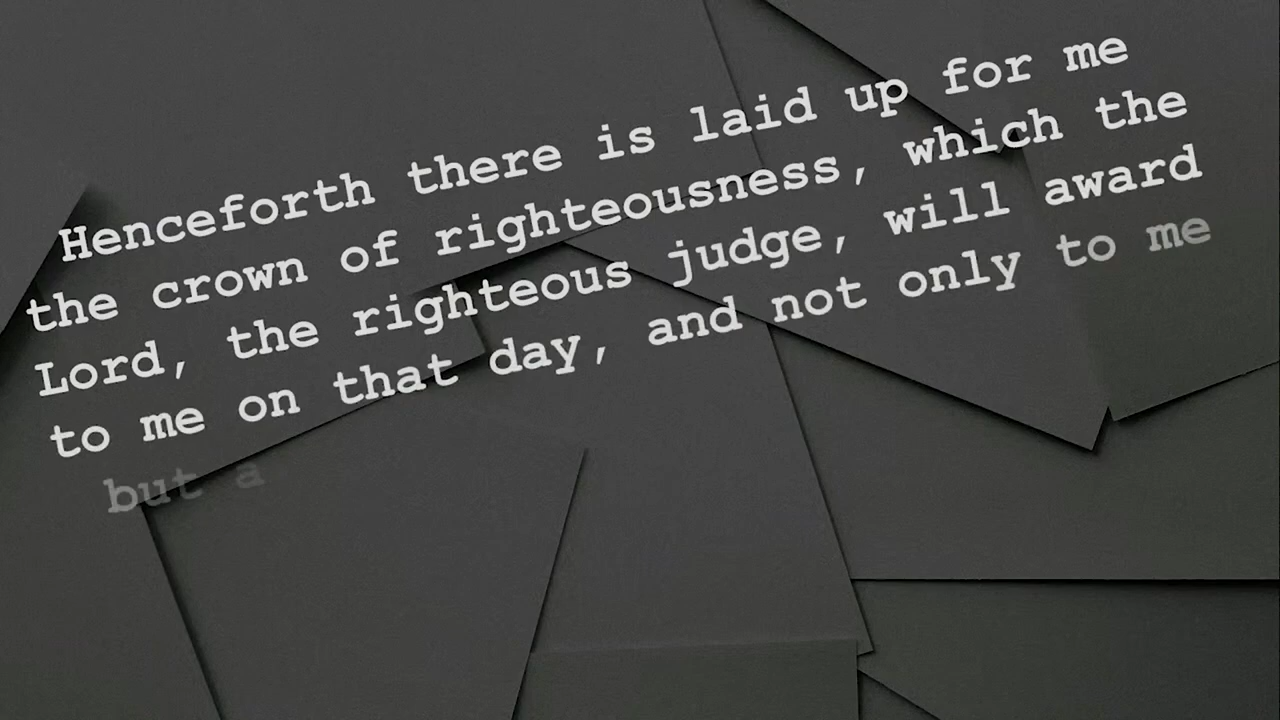 Henceforth there is laid up for me
the crown of righteousness, which the
Lord, the righteous judge, will award
to me on that day, and not only to me
but a